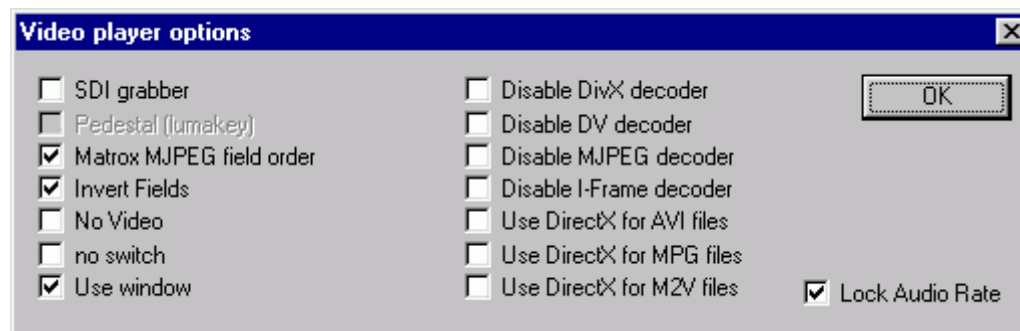 Video player options
SDI grabber
Pedestal (lumakey)
Matrox MJPEG field order
Invert Fields
No Video
no switch
Use window
Disable DivX decoder
Disable DV decoder
Disable MJPEG decoder
Disable I-Frame decoder
Use DirectX for AVI files
Use DirectX for MPG files
Use DirectX for M2V files
OK
Lock Audio Rate